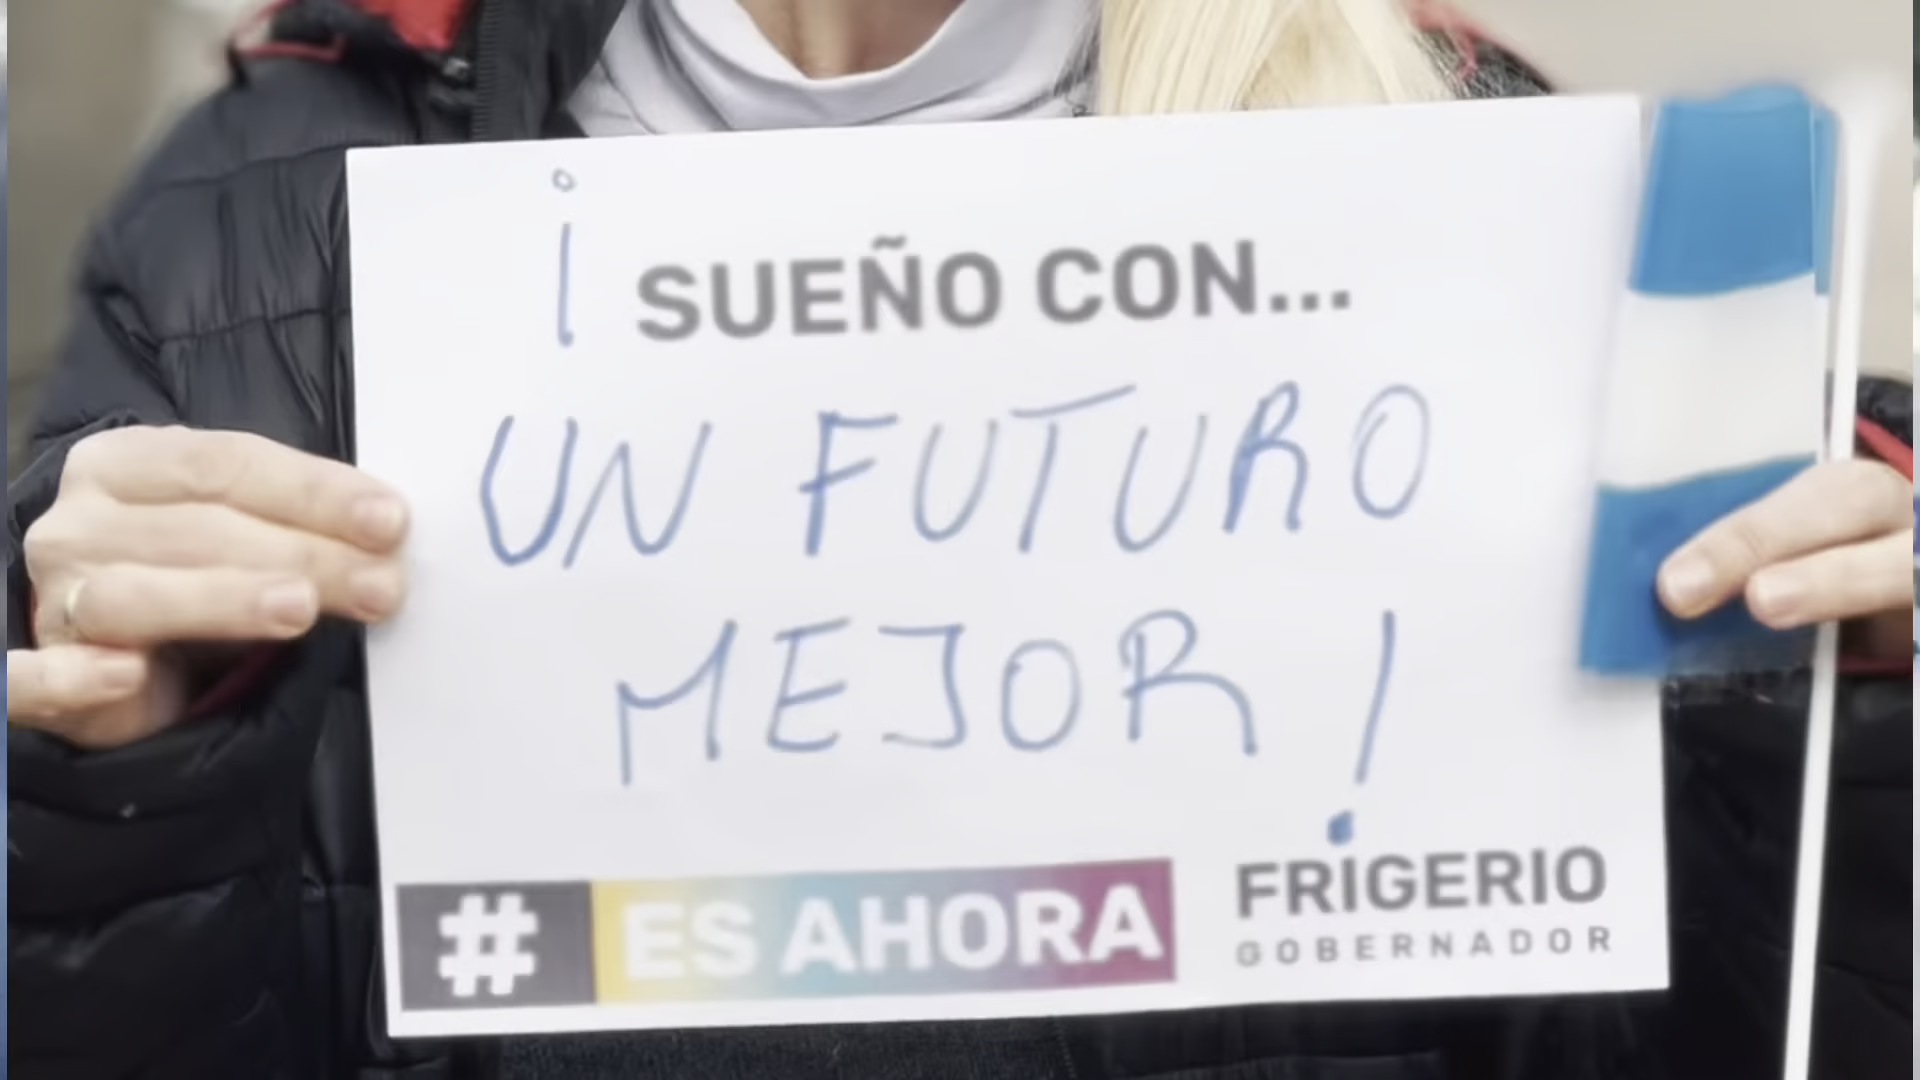 ¡ SUEÑO CON...
UN FUTURO
MEJOR!
# ES AHORA
FRIGERIO
GOBERNADOR